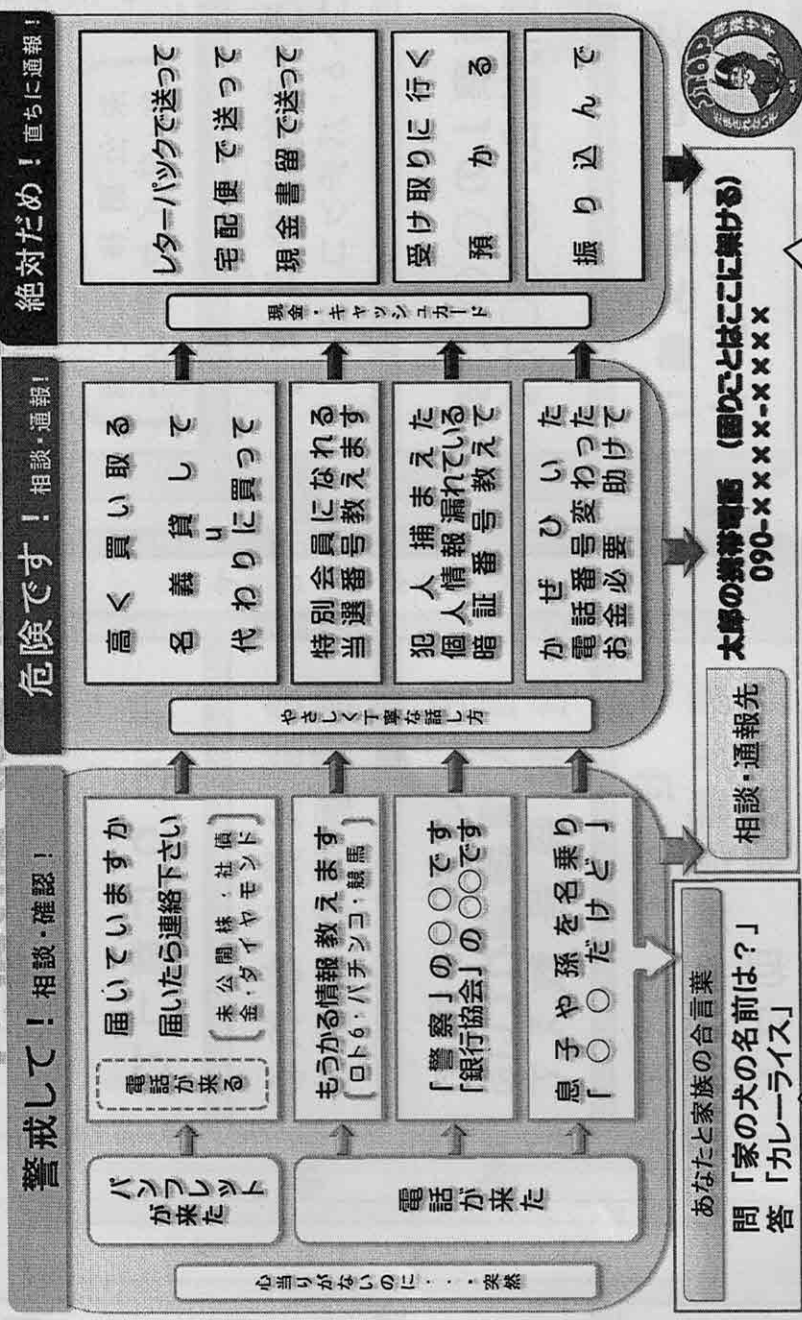 警戒して！相談・確認！
心当りがないのに・・・突然
パンフレット
が来た
電話が来る
届いていますか
届いたら連絡下さい
未公開株・社債
金・ダイヤモンド
電話が来た
もうかる情報教えます
ロト6・パチンコ・競馬
「警察」の○○です
「銀行協会」の○○です
息子や孫を名乗り
「○○だけど」
あなたと家族の合言葉
問「家の犬の名前は？」
答「カレーライス」
危険です！相談・通報！
やさしく丁寧な話し方
高く買い取る
名義貸して
代わりに買って
特別会員になれる
当選番号教えます
犯人捕まえた
個人情報漏れている
暗証番号教えて
かぜひいた
電話番号変わった
お金必要助けて
絶対だめ！直ちに通報！
現金・キャッシュカード
レターパックで送って
宅配便で送って
現金書留で送って
受け取りに行く
預かる
振り込んで
相談・通報先
太郎の携帯電話（困りごとはここに架ける）
090-××××-××××
STOP
特殊サギ
だまされないぞ